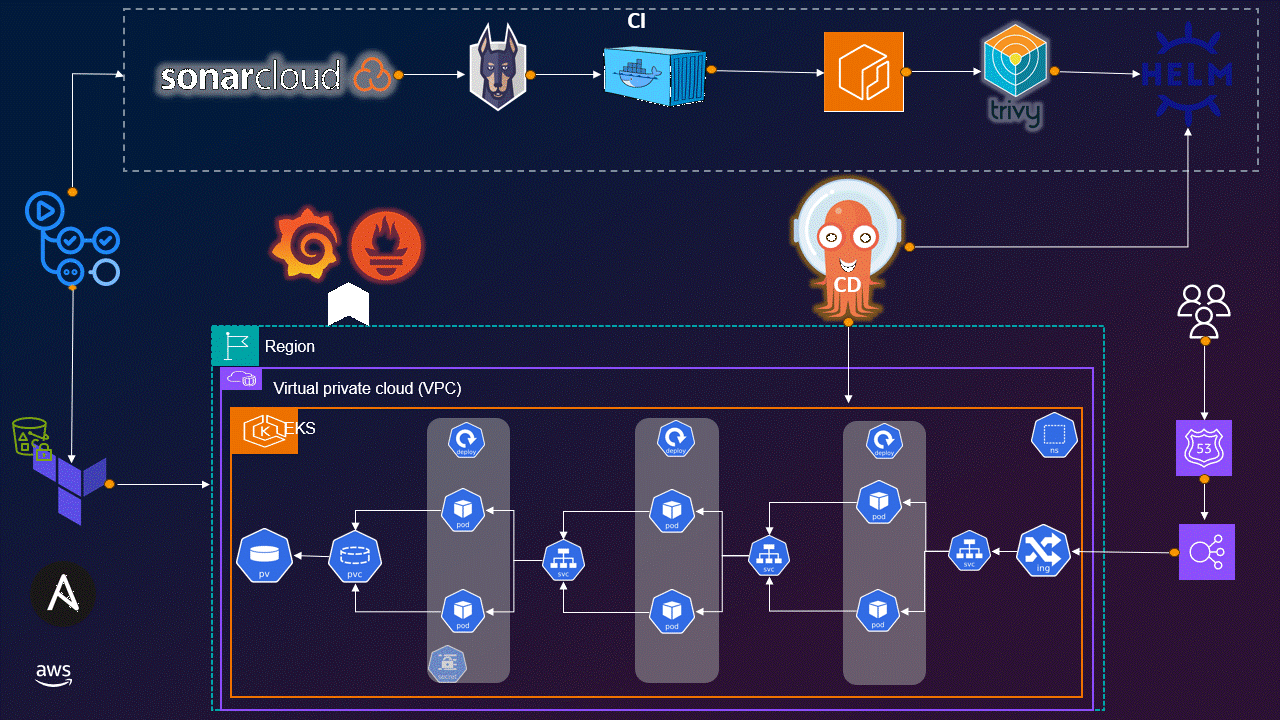 CI
sonarcloud
HELM
trivy
CD
Region
Virtual private cloud (VPC)
EKS
deploy
deploy
deploy
ns
53
pod
pod
pod
pv
pvc
svc
svc
svc
ing
pod
pod
pod
secret
aws